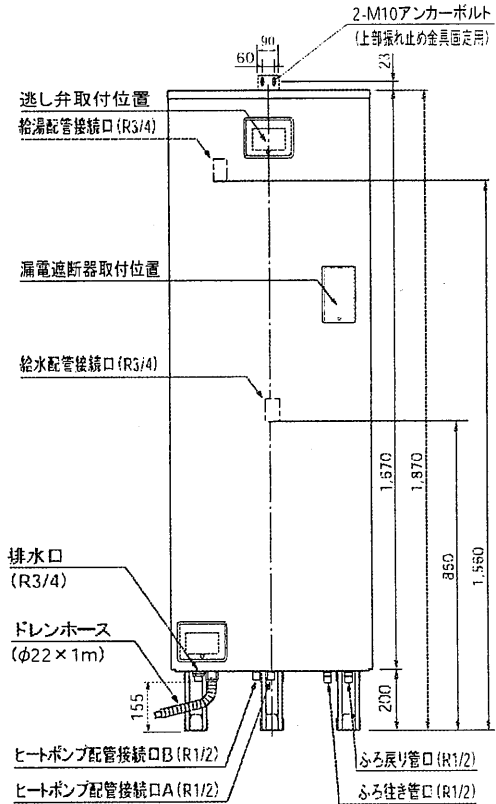 2-M10アンカーボルト
(上部振れ止め金具固定用)
90
60
23
逃し弁取付位置
給湯配管接続口(R3/4)
漏電遮断器取付位置
給水配管接続口(R3/4)
1,670
1,870
850
1,560
排水口
(R3/4)
ドレンホース
(φ22×1m)
155
200
ヒートポンプ配管接続口B(R1/2)
ヒートポンプ配管接続口A(R1/2)
ふろ戻り管口(R1/2)
ふろ往き管口(R1/2)